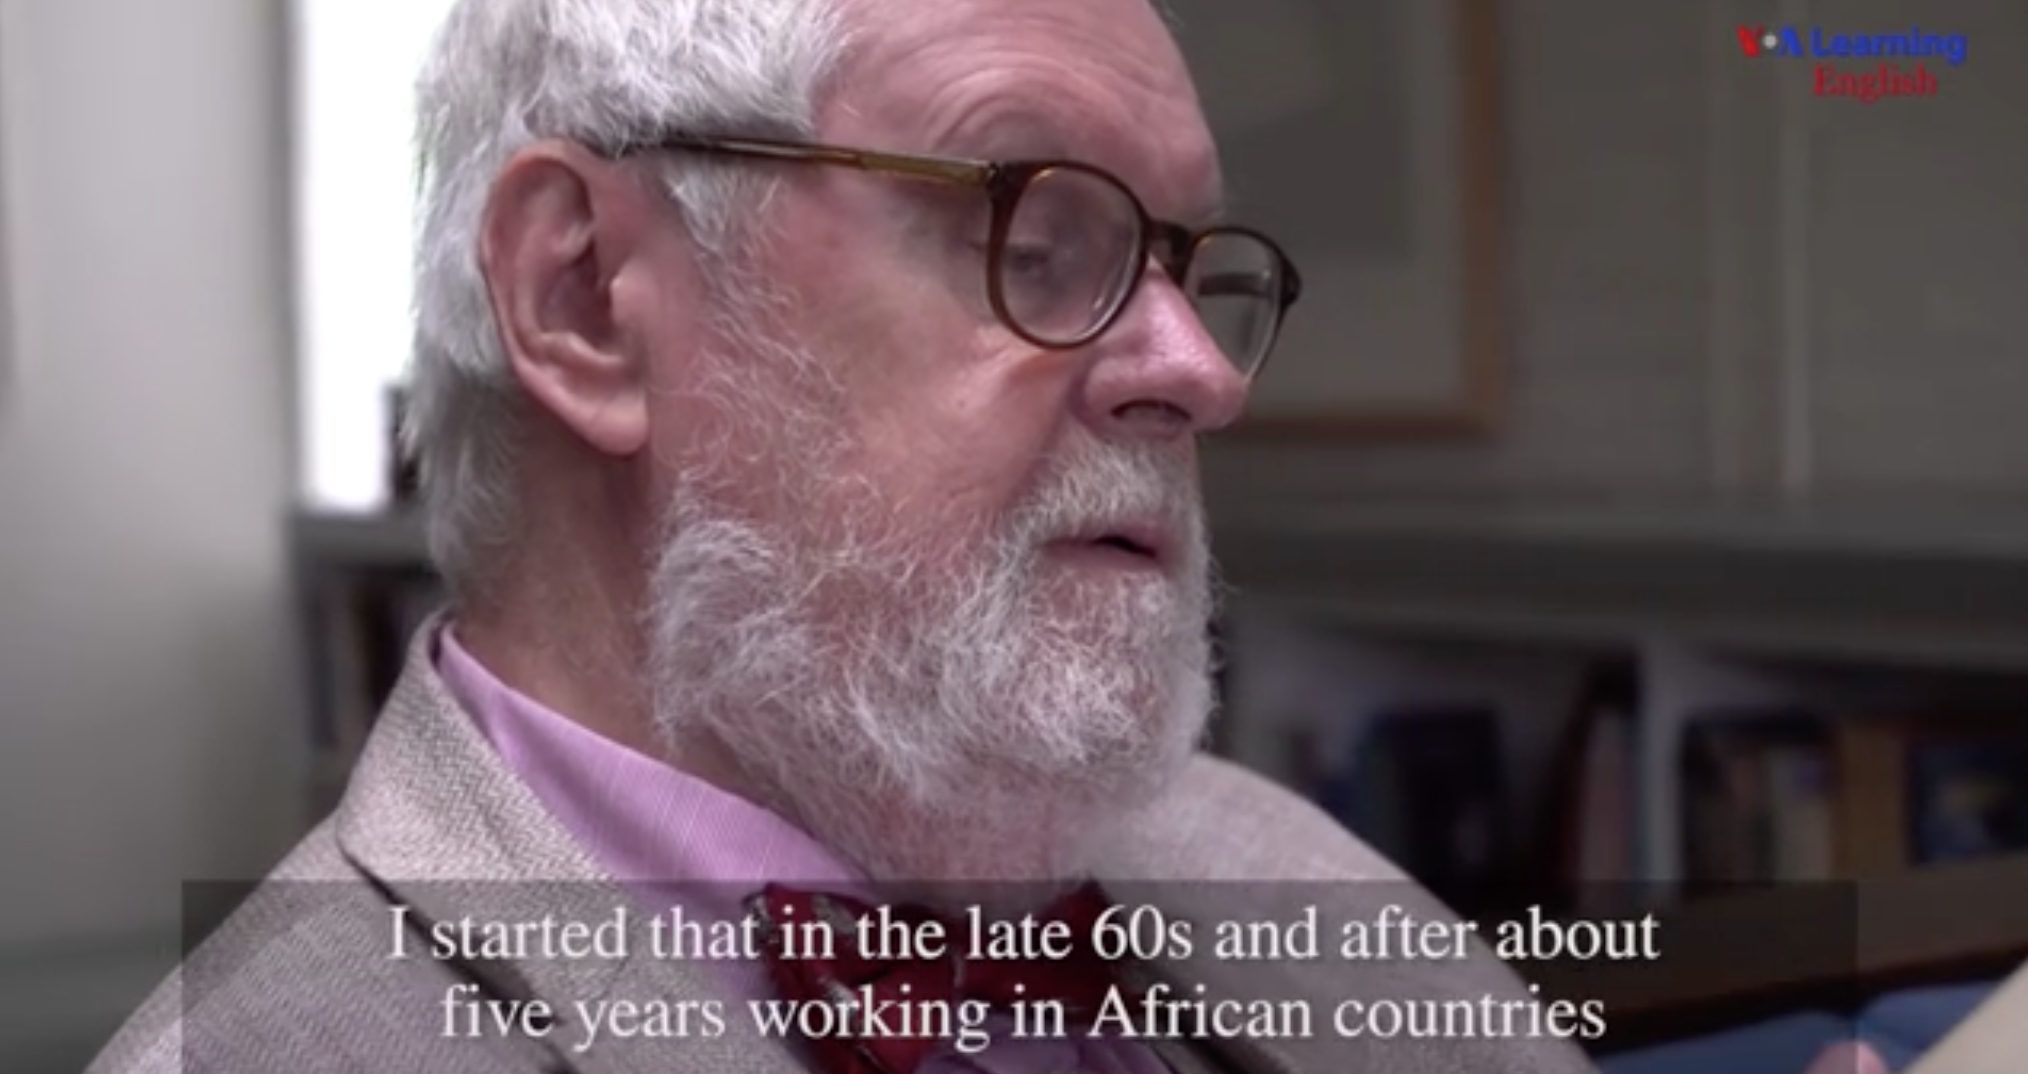 VOA Learning
English
I started that in the late 60s and after about
five years working in African countries